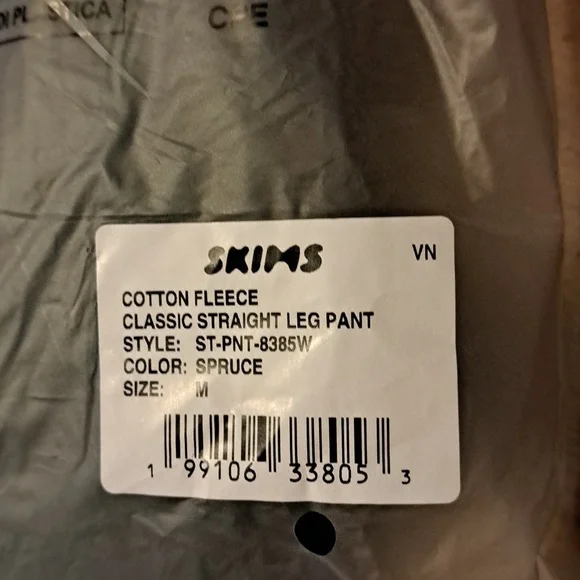 STICA
SKIMS VN
COTTON FLEECE
CLASSIC STRAIGHT LEG PANT
STYLE: ST-PNT-8385W
COLOR: SPRUCE
SIZE: M
1 99106 33805 3